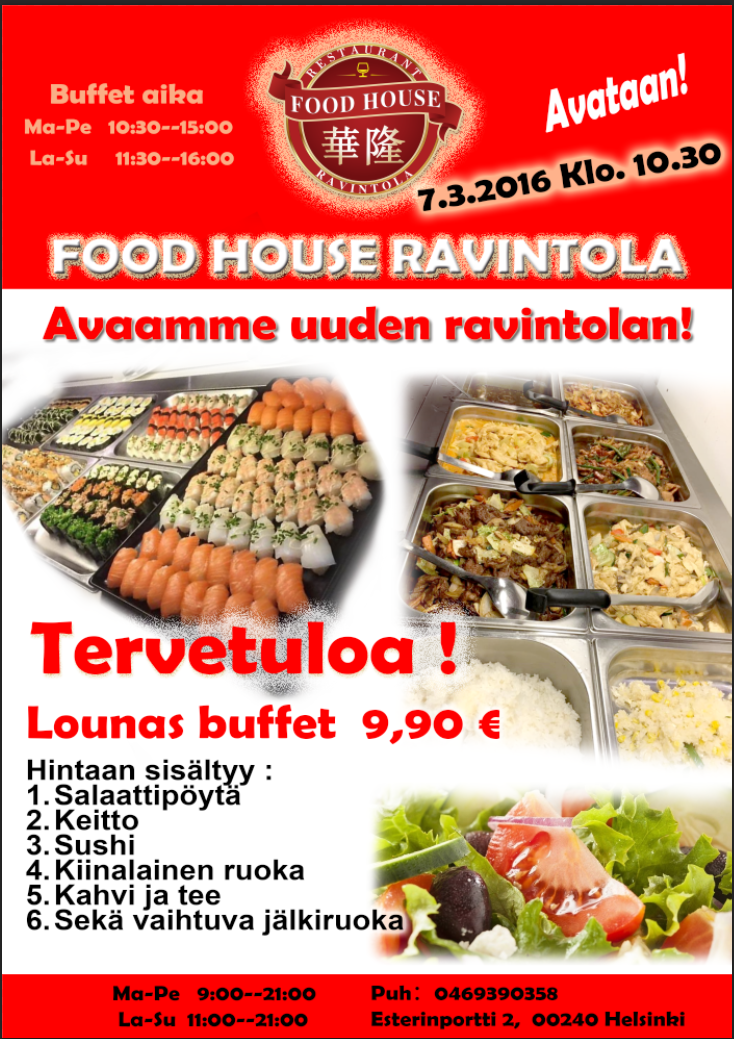 Buffet aika
Ma-Pe 10:30--15:00
La-Su 11:30--16:00
RESTAURANT
FOOD HOUSE
華隆
RAVINTOLA
Avataan!
7.3.2016 Klo. 10.30
FOOD HOUSE RAVINTOLA
Avaamme uuden ravintolan!
Tervetuloa !
Lounas buffet 9,90 €
Hintaan sisältyy :
1. Salaattipöytä
2. Keitto
3. Sushi
4. Kiinalainen ruoka
5. Kahvi ja tee
6. Sekä vaihtuva jälkiruoka
Ma-Pe 9:00--21:00
La-Su 11:00--21:00
Puh: 0469390358
Esterinportti 2, 00240 Helsinki